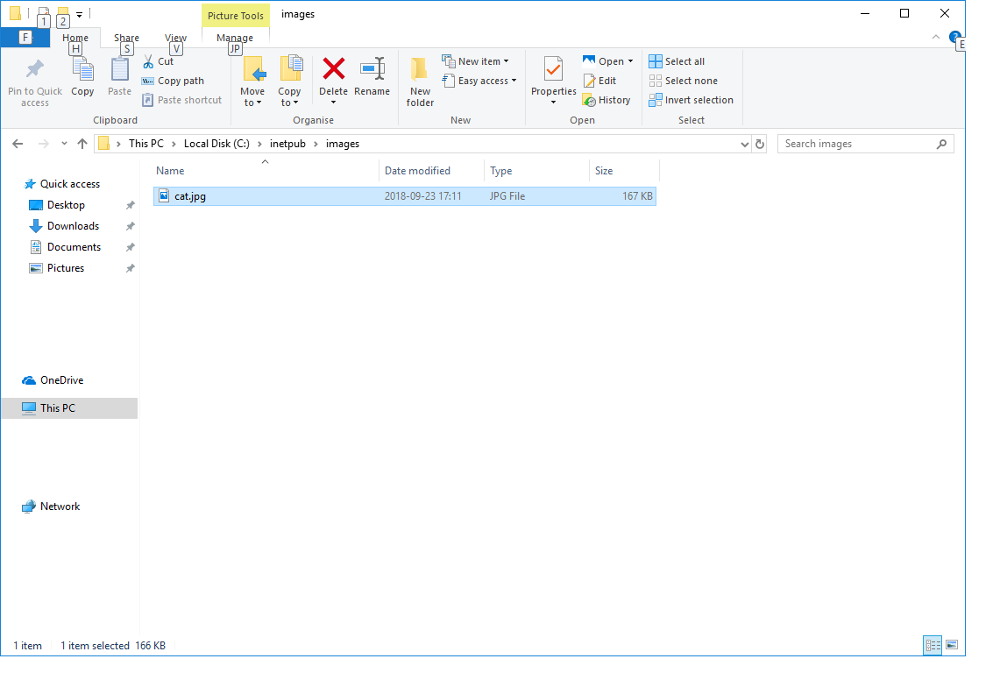 Picture Tools images
1 2
F Home Share View Manage
H S V JP E
Pin to Quick access
Copy
Paste
Cut
Copy path
Paste shortcut
Clipboard
Move to
Copy to
Delete
Rename
Organise
New folder
New item
Easy access
New
Properties
Open
Edit
History
Open
Select all
Select none
Invert selection
Select
This PC Local Disk (C:) inetpub images
Search images
Name Date modified Type Size
cat.jpg 2018-09-23 17:11 JPG File 167 KB
Quick access
Desktop
Downloads
Documents
Pictures
OneDrive
This PC
Network
1 item 1 item selected 166 KB